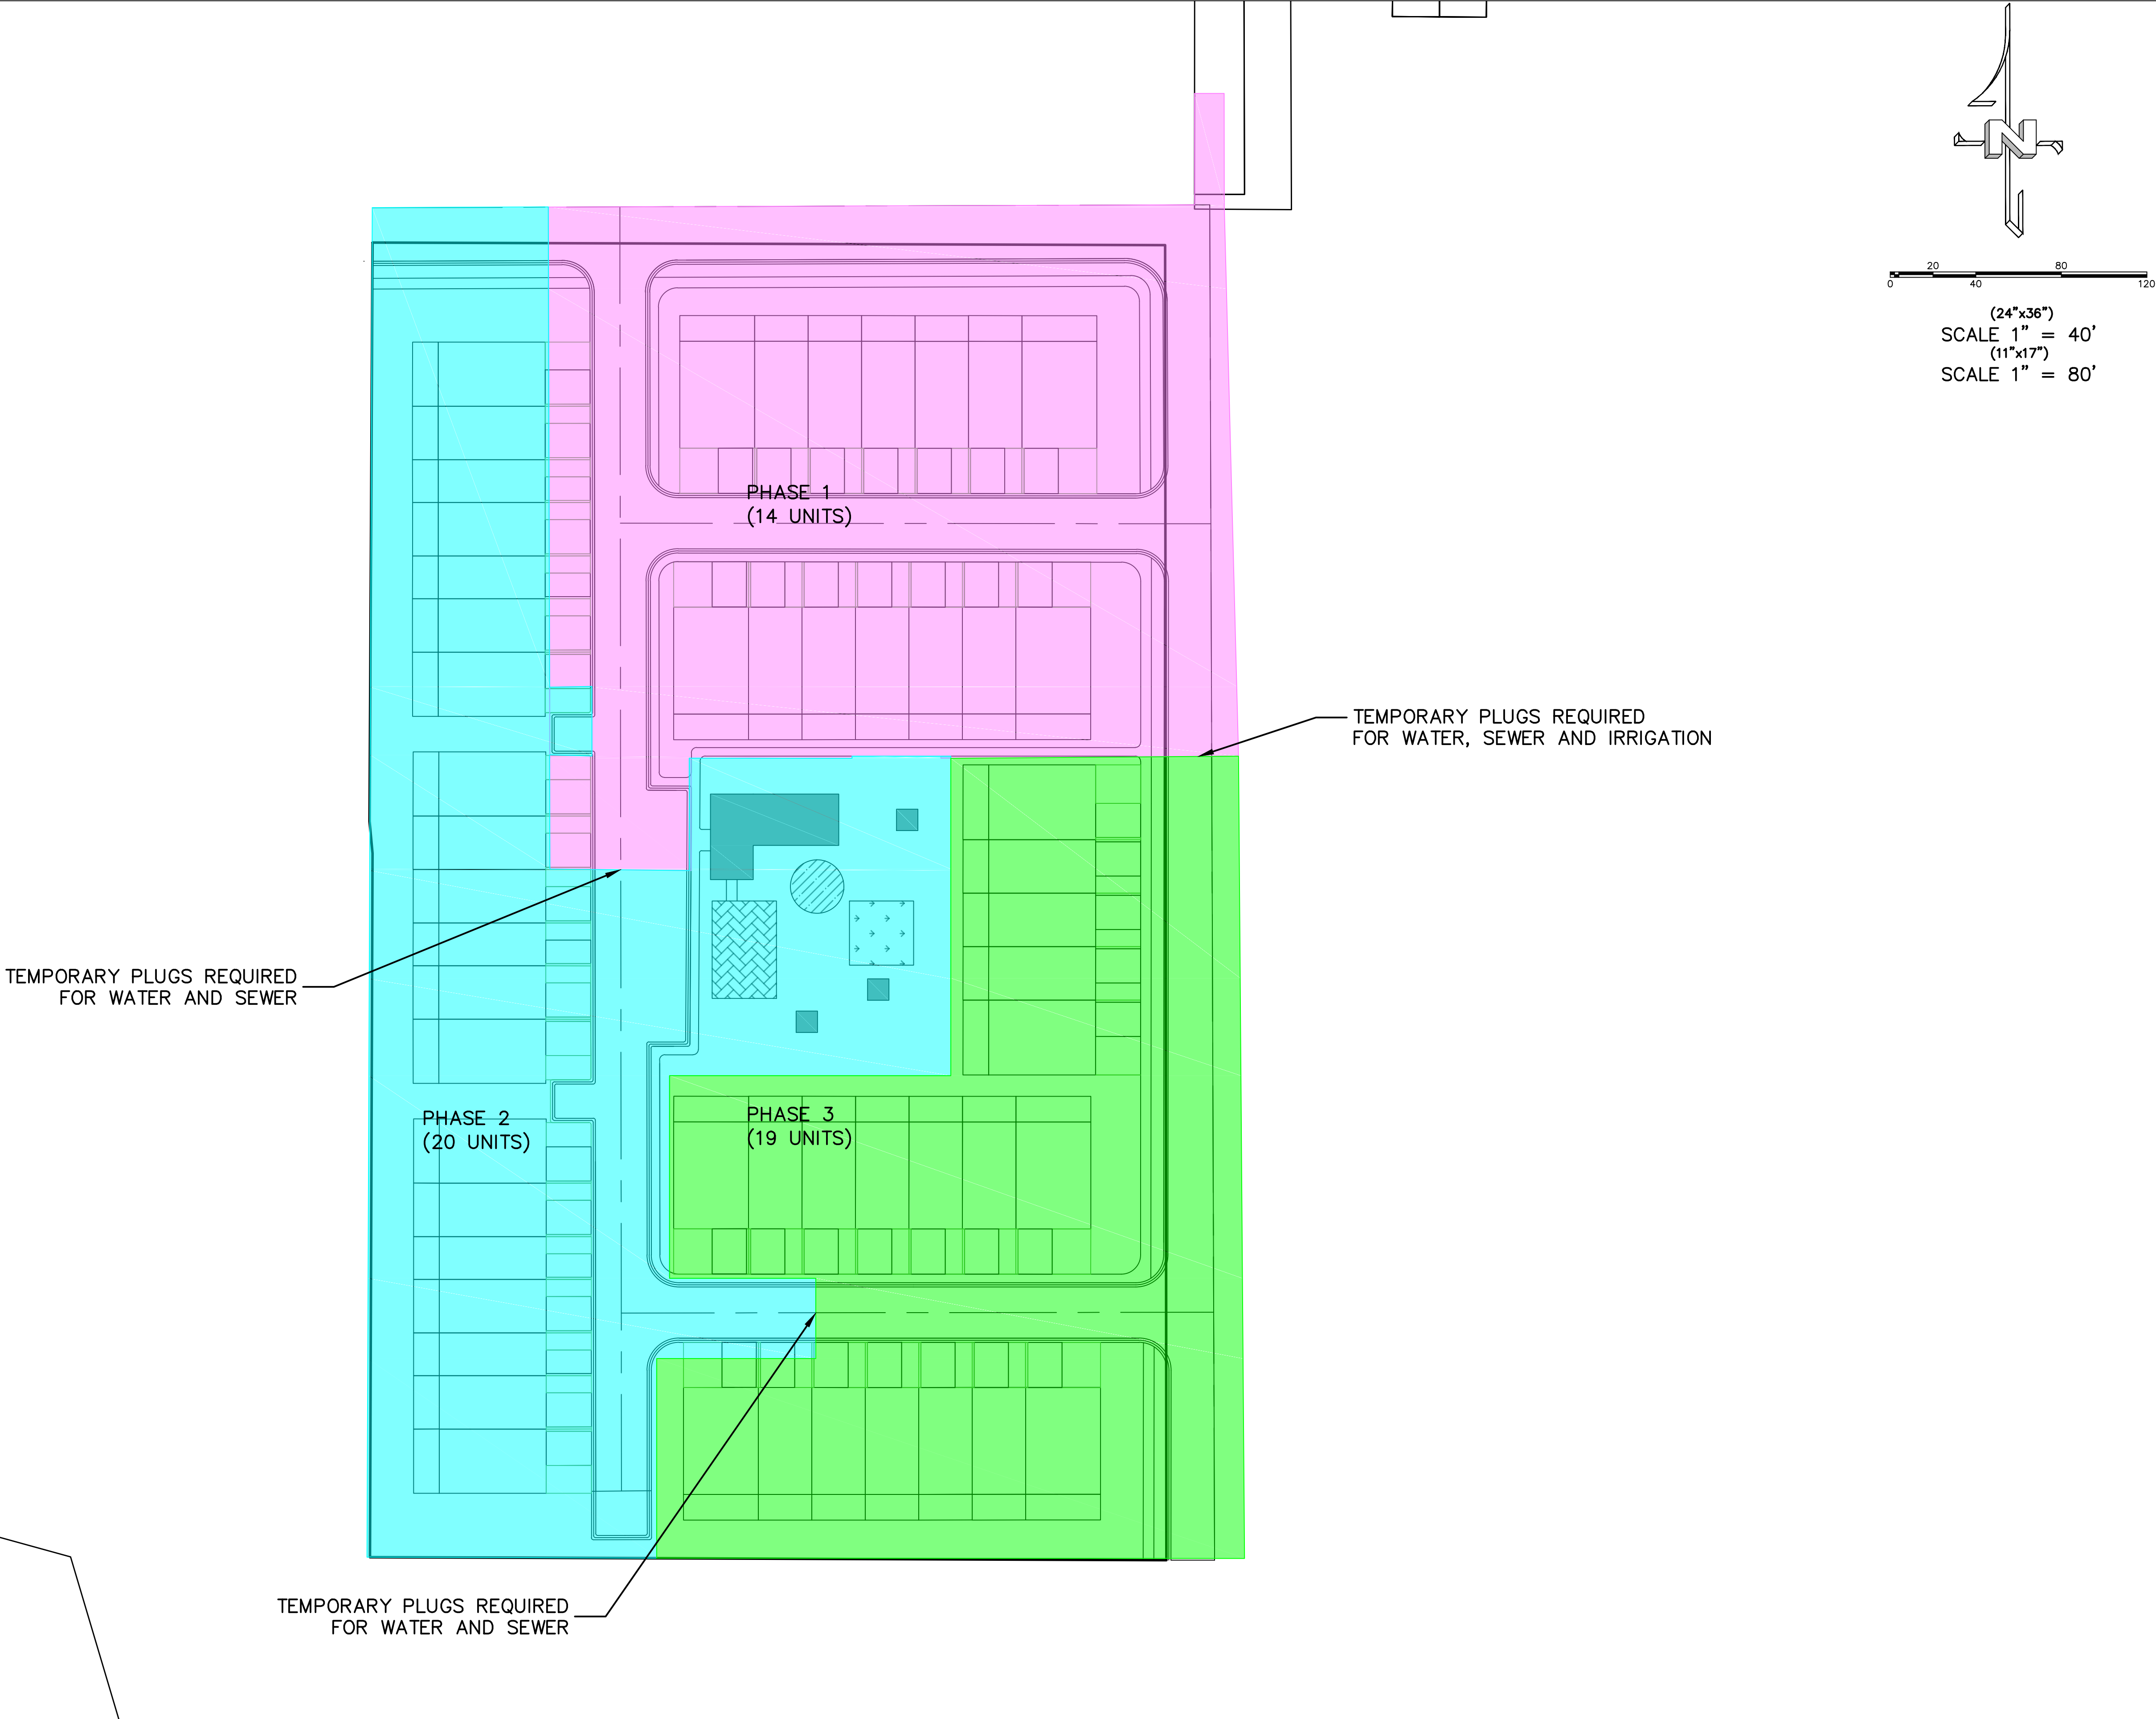 N
20 80
0 40 120
(24"x36")
SCALE 1" = 40'
(11"x17")
SCALE 1" = 80'
PHASE 1
(14 UNITS)
TEMPORARY PLUGS REQUIRED
FOR WATER, SEWER AND IRRIGATION
TEMPORARY PLUGS REQUIRED
FOR WATER AND SEWER
PHASE 2
(20 UNITS)
PHASE 3
(19 UNITS)
TEMPORARY PLUGS REQUIRED
FOR WATER AND SEWER